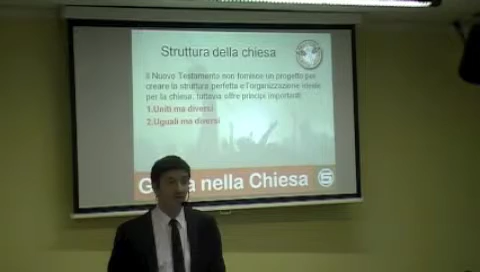 Struttura della chiesa
Il Nuovo Testamento non fornisce un progetto per
creare la struttura perfetta e l'organizzazione ideale
per la chiesa, tuttavia offre principi importanti
1.Uniti ma diversi
2.Uguali ma diversi
nella Chiesa